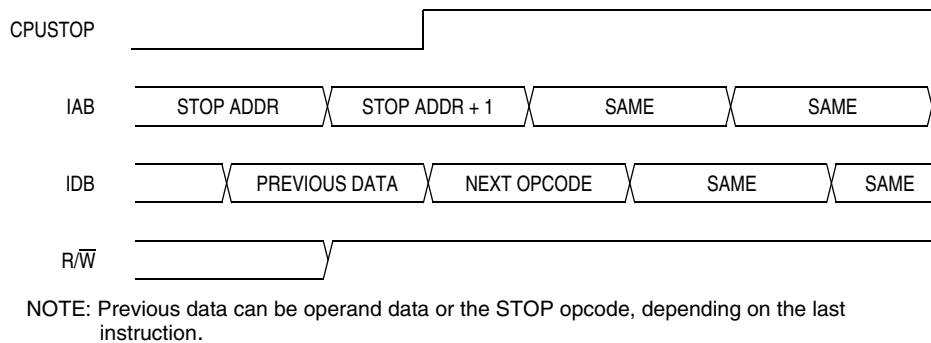 CPUSTOP
IAB STOP ADDR STOP ADDR + 1 SAME SAME
IDB PREVIOUS DATA NEXT OPCODE SAME SAME
R/W̅
NOTE: Previous data can be operand data or the STOP opcode, depending on the last
instruction.